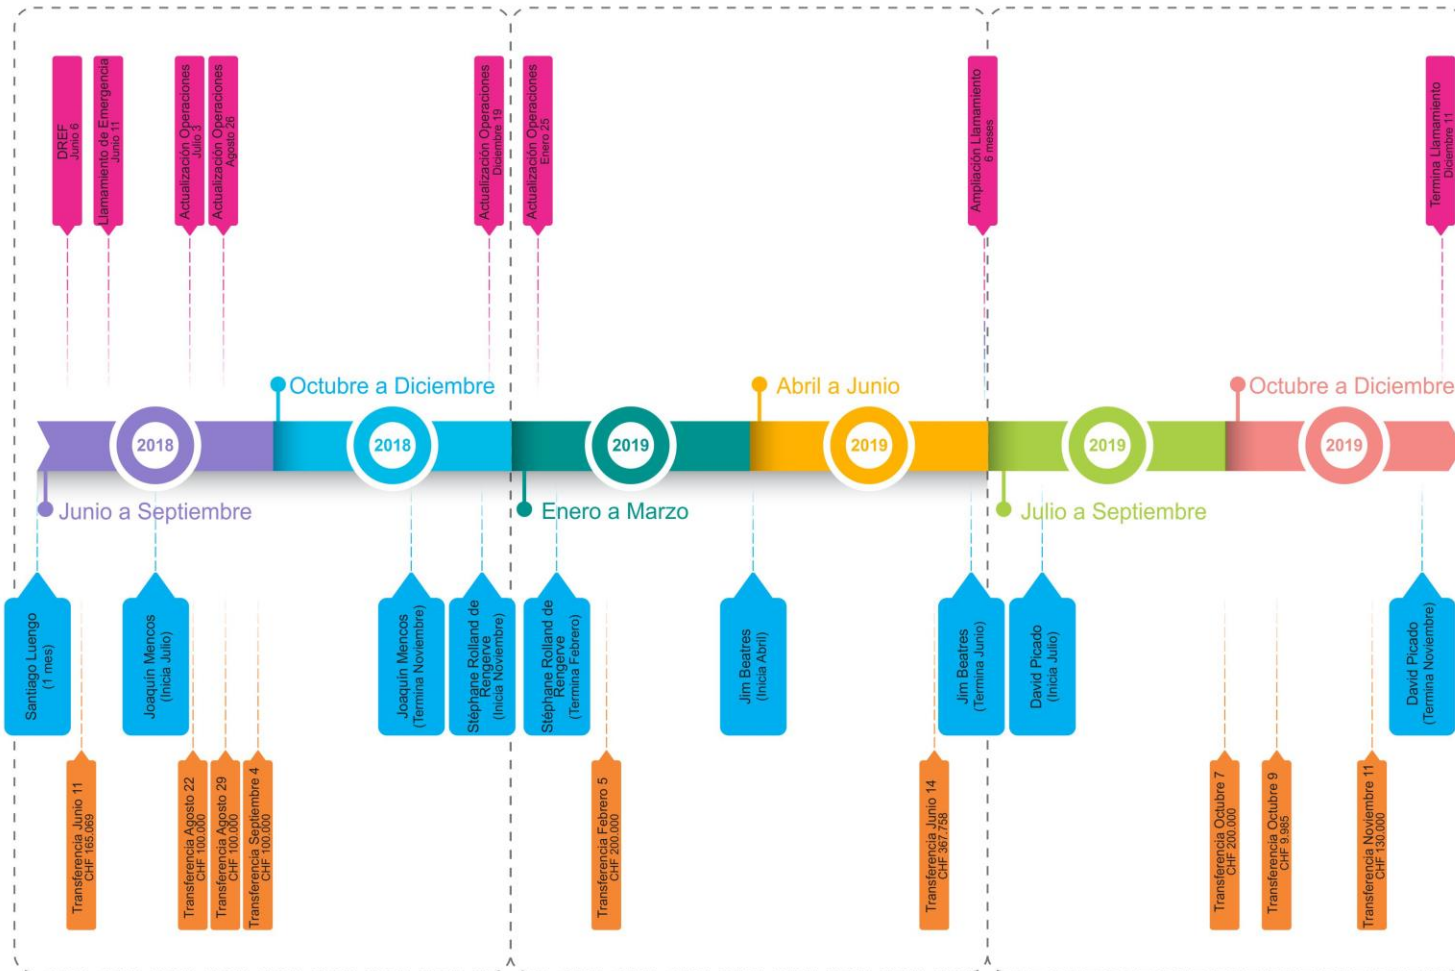 DREF
Junio 6
Llamamiento de Emergencia
Junio 11
Actualización Operaciones
Julio 3
Actualización Operaciones
Agosto 26
Actualización Operaciones
Diciembre 19
Actualización Operaciones
Enero 25
Ampliación Llamamiento
6 meses
Termina Llamamiento
Diciembre 11
Octubre a Diciembre
Abril a Junio
Octubre a Diciembre
2018
2018
2019
2019
2019
2019
Junio a Septiembre
Enero a Marzo
Julio a Septiembre
Santiago Luengo
(1 mes)
Joaquín Mencos
(Inicia Julio)
Joaquín Mencos
(Termina Noviembre)
Stéphane Rolland de
Rengerve
(Inicia Noviembre)
Stéphane Rolland de
Rengerve
(Termina Febrero)
Jim Beatres
(Inicia Abril)
Jim Beatres
(Termina Junio)
David Picado
(Inicia Julio)
David Picado
(Termina Noviembre)
Transferencia Junio 11
CHF 165.069
Transferencia Agosto 22
CHF 100.000
Transferencia Agosto 29
CHF 100.000
Transferencia Septiembre 4
CHF 100.000
Transferencia Febrero 5
CHF 200.000
Transferencia Junio 14
CHF 367.758
Transferencia Octubre 7
CHF 200.000
Transferencia Octubre 9
CHF 9.985
Transferencia Noviembre 11
CHF 130.000